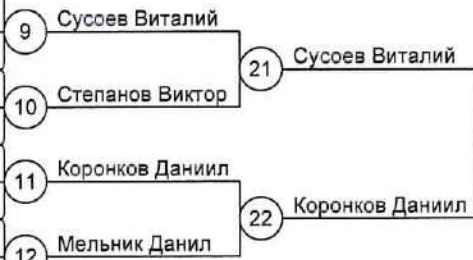 9 Сусоев Виталий
21 Сусоев Виталий
10 Степанов Виктор
11 Коронков Даниил
22 Коронков Даниил
12 Мельник Данил